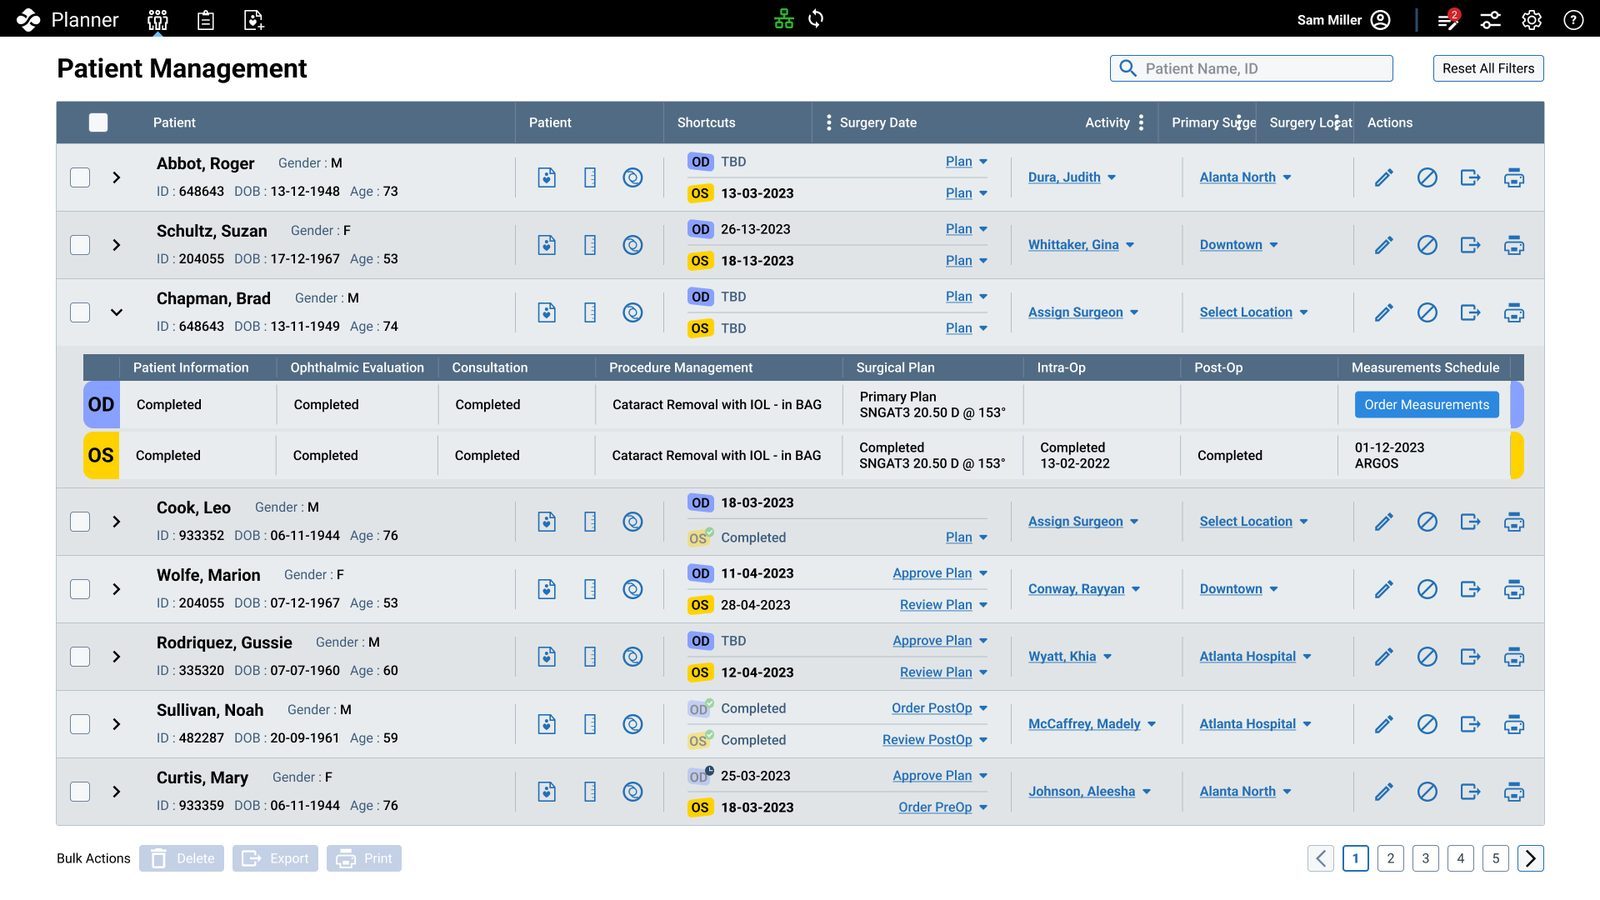 Planner
Sam Miller
2
Patient Management
Patient Name, ID
Reset All Filters
Patient Patient Shortcuts Surgery Date Activity Primary Surge Surgery Locat Actions
Abbot, Roger Gender : M
ID : 648643 DOB : 13-12-1948 Age : 73
OD TBD Plan
OS 13-03-2023 Plan
Dura, Judith Alanta North
Schultz, Suzan Gender : F
ID : 204055 DOB : 17-12-1967 Age : 53
OD 26-13-2023 Plan
OS 18-13-2023 Plan
Whittaker, Gina Downtown
Chapman, Brad Gender : M
ID : 648643 DOB : 13-11-1949 Age : 74
OD TBD Plan
OS TBD Plan
Assign Surgeon Select Location
Patient Information Ophthalmic Evaluation Consultation Procedure Management Surgical Plan Intra-Op Post-Op Measurements Schedule
OD Completed Completed Completed Cataract Removal with IOL - in BAG
Primary Plan
SNGAT3 20.50 D @ 153°
Order Measurements
OS Completed Completed Completed Cataract Removal with IOL - in BAG
Completed
SNGAT3 20.50 D @ 153°
Completed
13-02-2022
Completed
01-12-2023
ARGOS
Cook, Leo Gender : M
ID : 933352 DOB : 06-11-1944 Age : 76
OD 18-03-2023
OS Completed Plan
Assign Surgeon Select Location
Wolfe, Marion Gender : F
ID : 204055 DOB : 07-12-1967 Age : 53
OD 11-04-2023 Approve Plan
OS 28-04-2023 Review Plan
Conway, Rayyan Downtown
Rodriquez, Gussie Gender : M
ID : 335320 DOB : 07-07-1960 Age : 60
OD TBD Approve Plan
OS 12-04-2023 Review Plan
Wyatt, Khia Atlanta Hospital
Sullivan, Noah Gender : M
ID : 482287 DOB : 20-09-1961 Age : 59
OD Completed Order PostOp
OS Completed Review PostOp
McCaffrey, Madely Atlanta Hospital
Curtis, Mary Gender : F
ID : 933359 DOB : 06-11-1944 Age : 76
OD 25-03-2023 Approve Plan
OS 18-03-2023 Order PreOp
Johnson, Aleesha Alanta North
Bulk Actions Delete Export Print
1 2 3 4 5